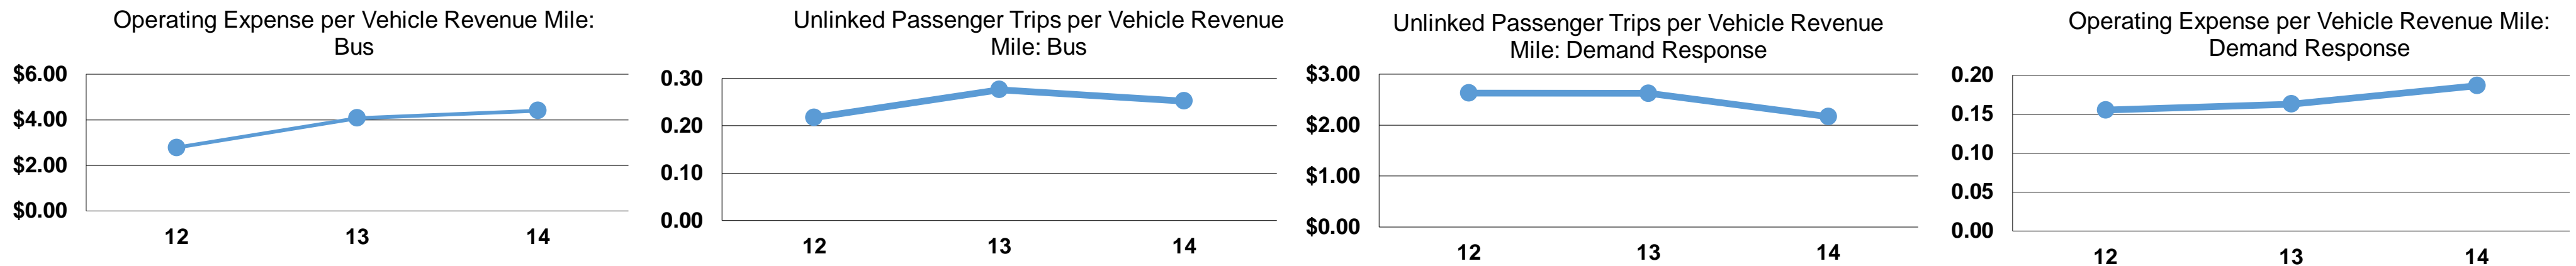 Operating Expense per Vehicle Revenue Mile:
Bus
$6.00
$4.00
$2.00
$0.00
12 13 14
Unlinked Passenger Trips per Vehicle Revenue
Mile: Bus
0.30
0.20
0.10
0.00
12 13 14
Unlinked Passenger Trips per Vehicle Revenue
Mile: Demand Response
$3.00
$2.00
$1.00
$0.00
12 13 14
Operating Expense per Vehicle Revenue Mile:
Demand Response
0.20
0.15
0.10
0.05
0.00
12 13 14